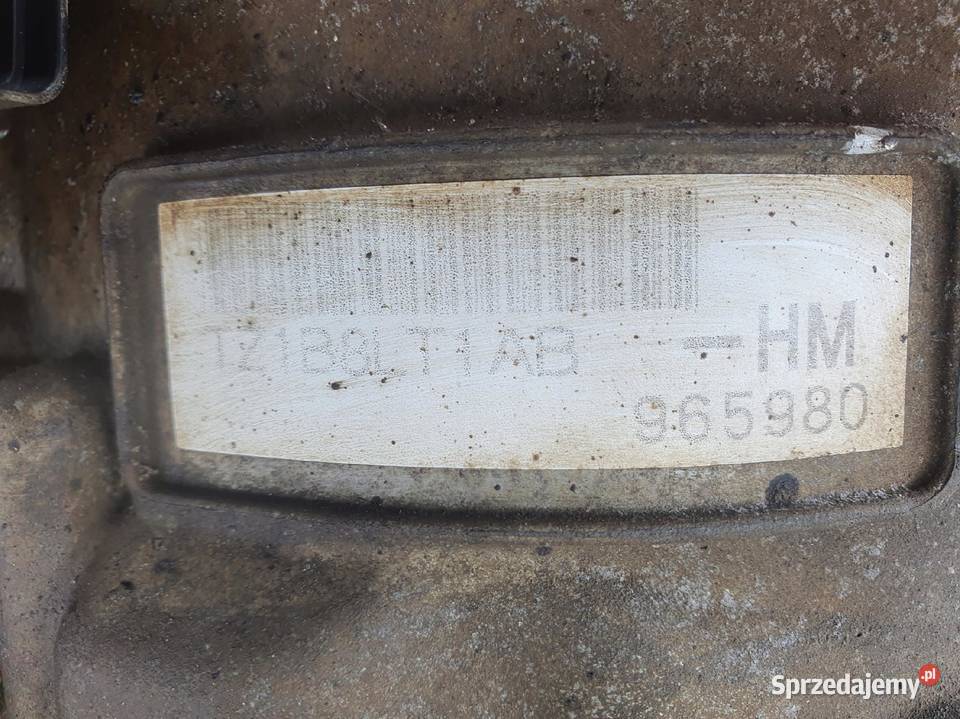 TZ1B8LT1AB
-HM
965980
Sprzedajemy.pl